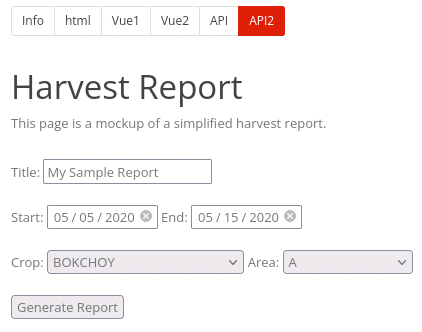 Info html Vue1 Vue2 API API2
Harvest Report
This page is a mockup of a simplified harvest report.
Title: My Sample Report
Start: 05 / 05 / 2020 End: 05 / 15 / 2020
Crop: BOKCHOY Area: A
Generate Report